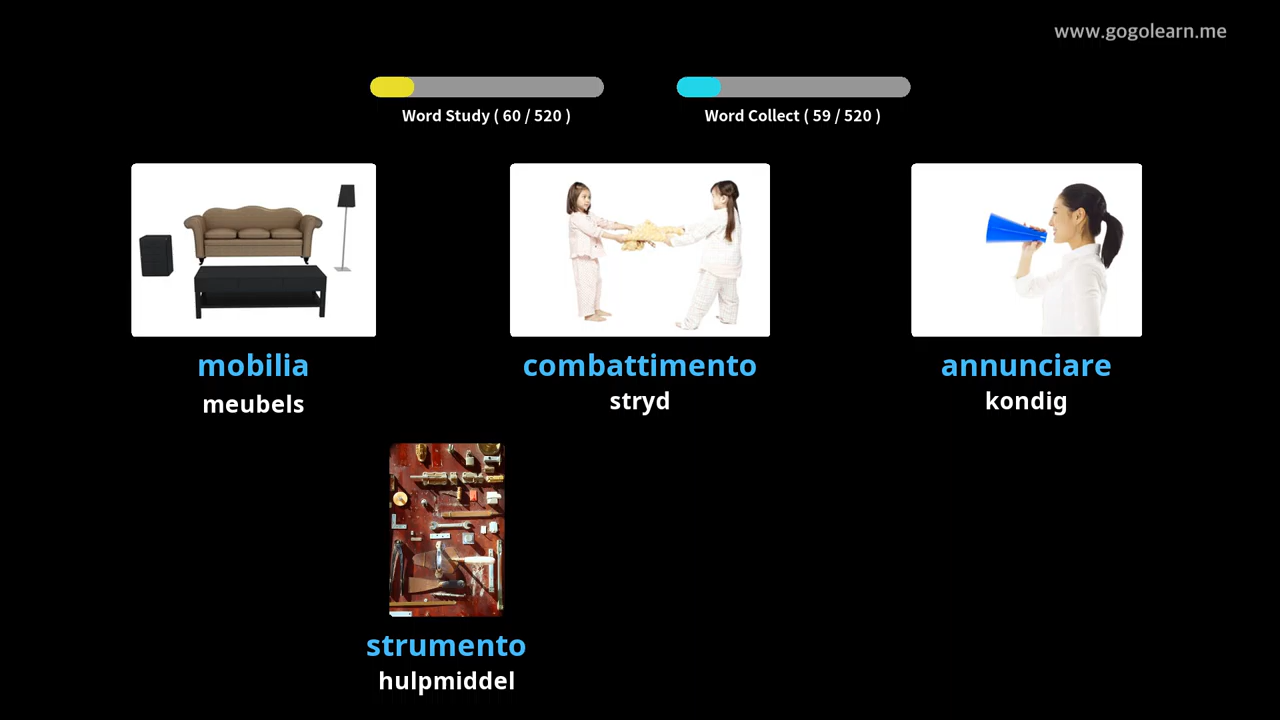 www.gogolearn.me
Word Study ( 60 / 520 )
Word Collect ( 59 / 520 )
mobilia
meubels
combattimento
stryd
annunciare
kondig
strumento
hulpmiddel